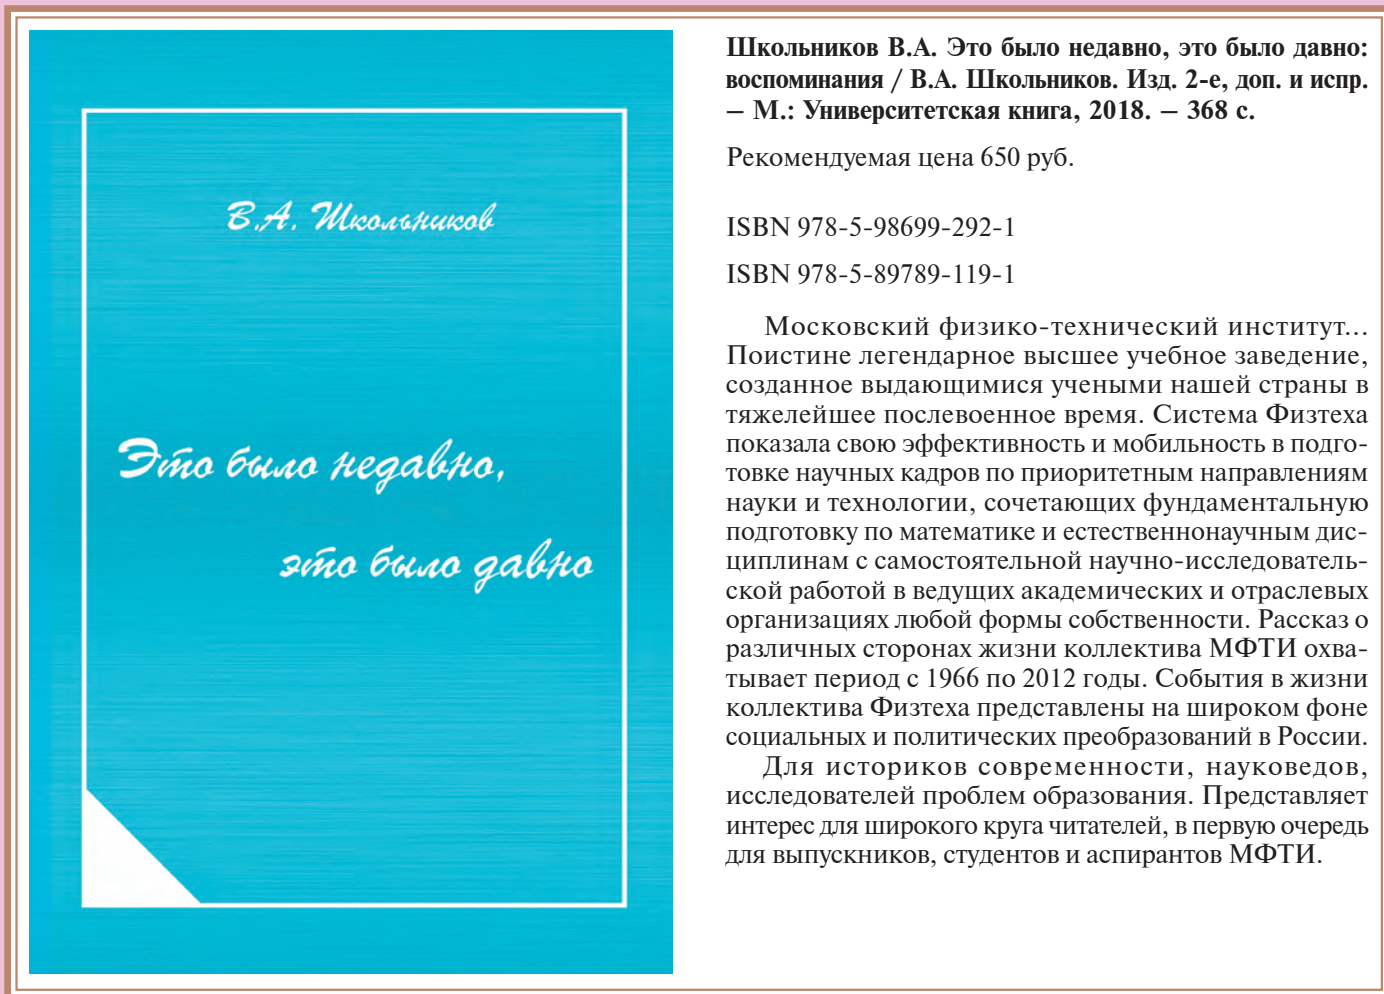 В.А. Школьников
Это было недавно,
это было давно
Школьников В.А. Это было недавно, это было давно:
воспоминания / В.А. Школьников. Изд. 2-е, доп. и испр.
– М.: Университетская книга, 2018. – 368 с.
Рекомендуемая цена 650 руб.
ISBN 978-5-98699-292-1
ISBN 978-5-89789-119-1
Московский физико-технический институт...
Поистине легендарное высшее учебное заведение,
созданное выдающимися учеными нашей страны в
тяжелейшее послевоенное время. Система Физтеха
показала свою эффективность и мобильность в подго-
товке научных кадров по приоритетным направлениям
науки и технологии, сочетающих фундаментальную
подготовку по математике и естественнонаучным дис-
циплинам с самостоятельной научно-исследователь-
ской работой в ведущих академических и отраслевых
организациях любой формы собственности. Рассказ о
различных сторонах жизни коллектива МФТИ охва-
тывает период с 1966 по 2012 годы. События в жизни
коллектива Физтеха представлены на широком фоне
социальных и политических преобразований в России.
Для историков современности, науковедов,
исследователей проблем образования. Представляет
интерес для широкого круга читателей, в первую очередь
для выпускников, студентов и аспирантов МФТИ.